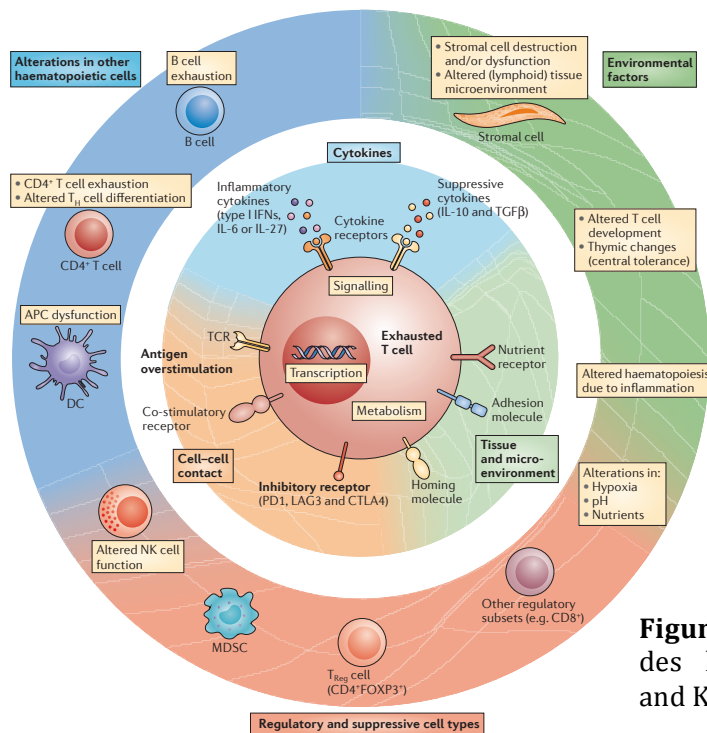 Alterations in other
haematopoietic cells
B cell
exhaustion
B cell
• Stromal cell destruction
and/or dysfunction
• Altered (lymphoid) tissue
microenvironment
Stromal cell
Environmental
factors
• CD4⁺ T cell exhaustion
• Altered T_H cell differentiation
CD4⁺ T cell
Cytokines
Inflammatory
cytokines
(type I IFNs,
IL-6 or IL-27)
Cytokine
receptors
Suppressive
cytokines
(IL-10 and TGFβ)
Signalling
• Altered T cell
development
• Thymic changes
(central tolerance)
APC dysfunction
DC
TCR
Antigen
overstimulation
Exhausted
T cell
Transcription
Metabolism
Nutrient
receptor
Adhesion
molecule
Altered haematopoiesis
due to inflammation
Co-stimulatory
receptor
Cell–cell
contact
Inhibitory receptor
(PD1, LAG3 and CTLA4)
Homing
molecule
Tissue
and micro-
environment
Alterations in:
• Hypoxia
• pH
• Nutrients
Altered NK cell
function
MDSC
T_Reg cell
(CD4⁺FOXP3⁺)
Other regulatory
subsets (e.g. CD8⁺)
Regulatory and suppressive cell types
Figur
des
and K